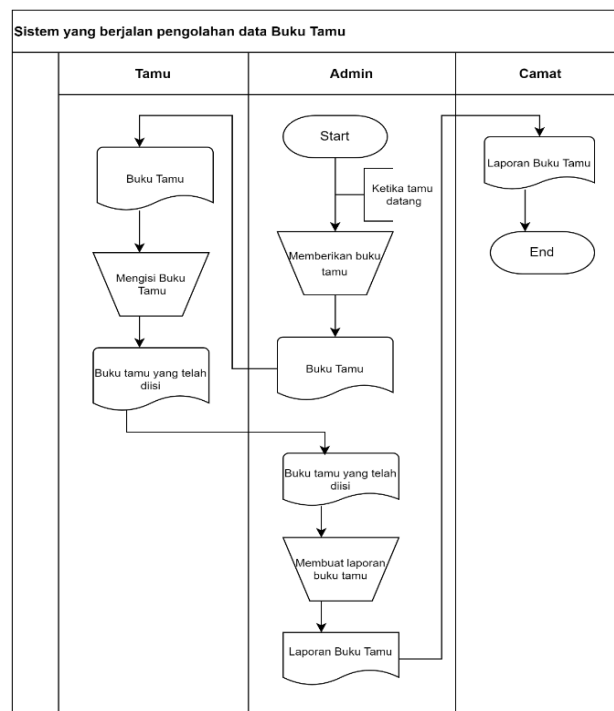 Sistem yang berjalan pengolahan data Buku Tamu
Tamu
Admin
Camat
Start
Ketika tamu
datang
Memberikan buku
tamu
Buku Tamu
Buku Tamu
Mengisi Buku
Tamu
Buku tamu yang telah
diisi
Buku tamu yang telah
diisi
Membuat laporan
buku tamu
Laporan Buku Tamu
Laporan Buku Tamu
End